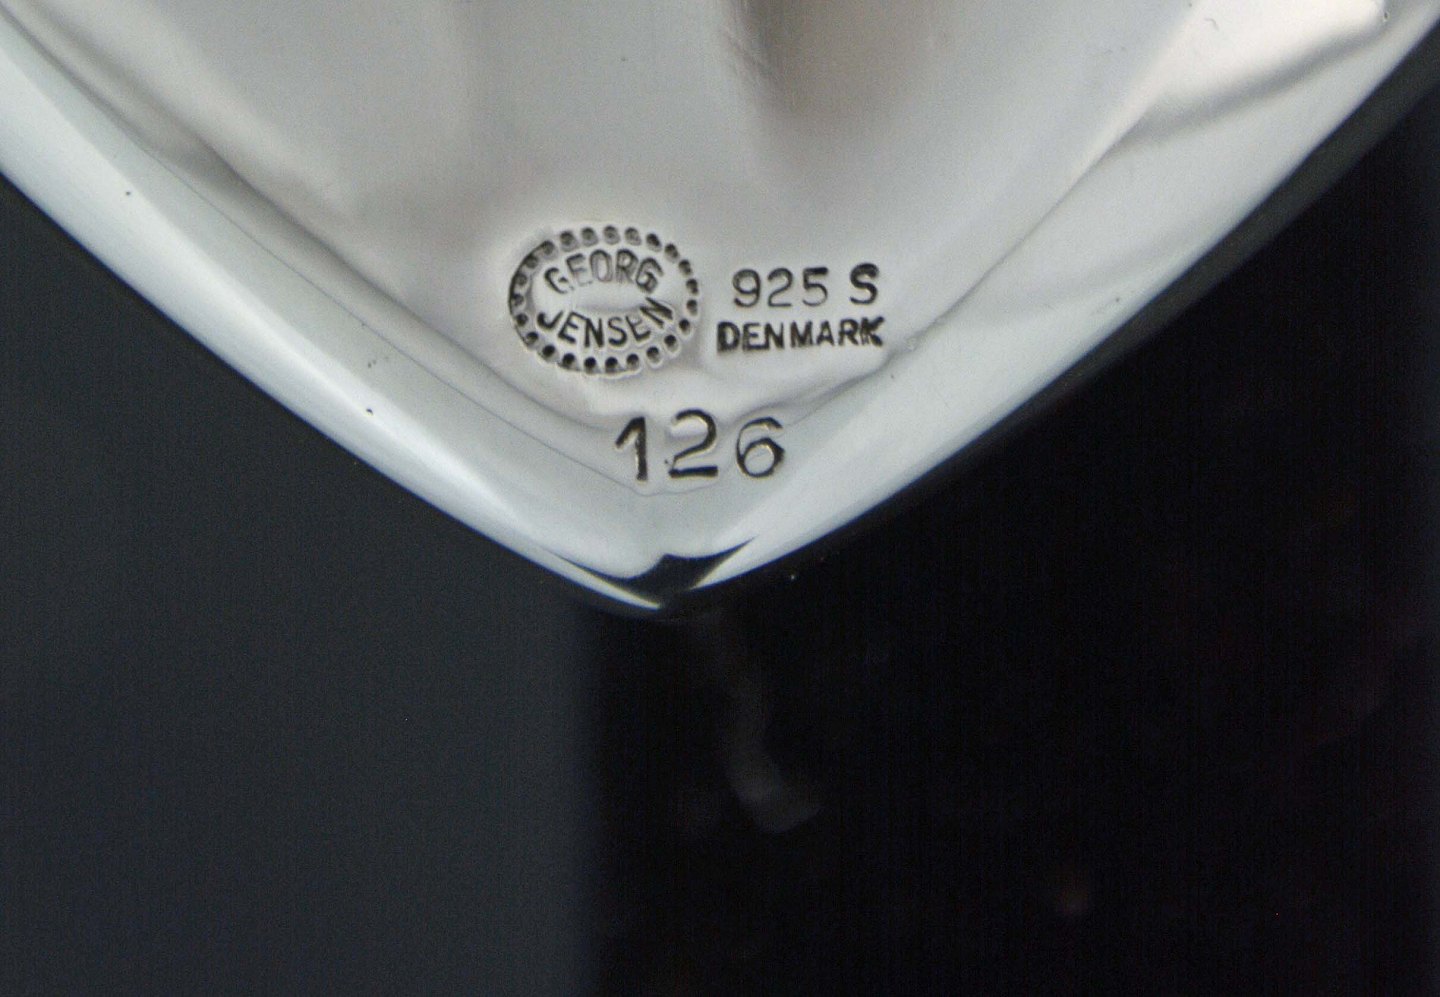 GEORG
JENSEN
925 S
DENMARK
126